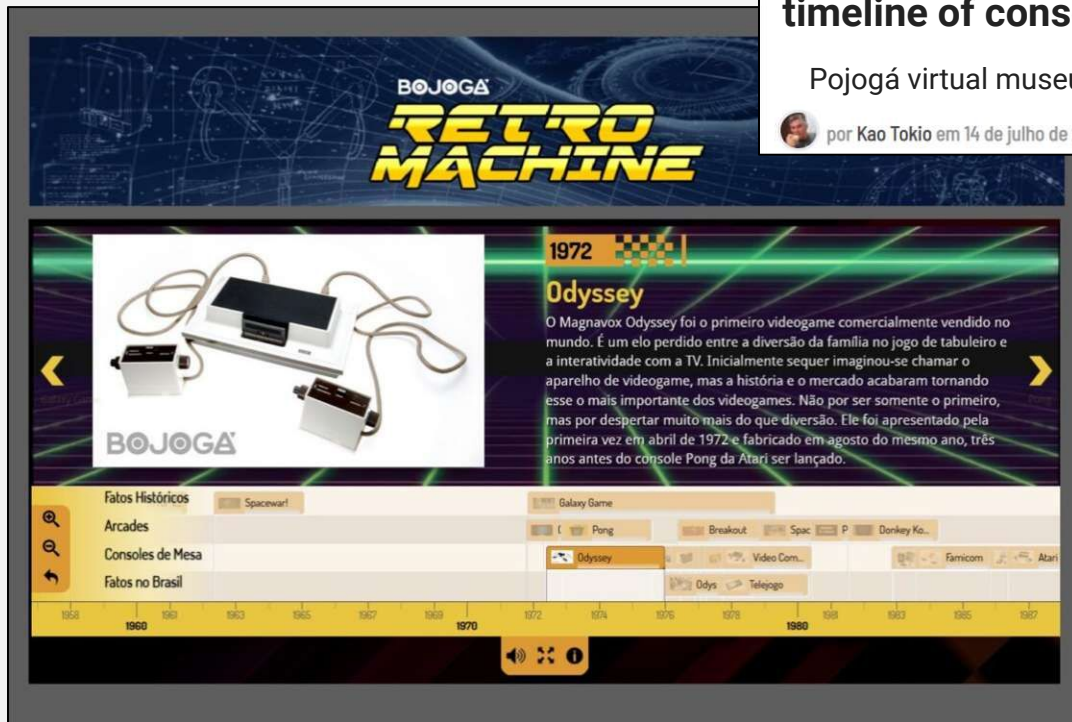 timeline of cons
Pojogá virtual museu
por Kao Tokio em 14 de julho de
BOJOGÁ
RETRO
MACHINE
1972
Odyssey
O Magnavox Odyssey foi o primeiro videogame comercialmente vendido no
mundo. É um elo perdido entre a diversão da família no jogo de tabuleiro e
a interatividade com a TV. Inicialmente sequer imaginou-se chamar o
aparelho de videogame, mas a história e o mercado acabaram tornando
esse o mais importante dos videogames. Não por ser somente o primeiro,
mas por despertar muito mais do que diversão. Ele foi apresentado pela
primeira vez em abril de 1972 e fabricado em agosto do mesmo ano, três
anos antes do console Pong da Atari ser lançado.
BOJOGÁ
Fatos Históricos Spacewar! Galaxy Game
Arcades Pong Breakout Spac P Donkey Ko...
Consoles de Mesa Odyssey Video Com... Famicom Atari
Fatos no Brasil Odys Telejogo
1958 1960 1961 1963 1965 1967 1969 1970 1972 1974 1976 1978 1980 1981 1983 1985 1987